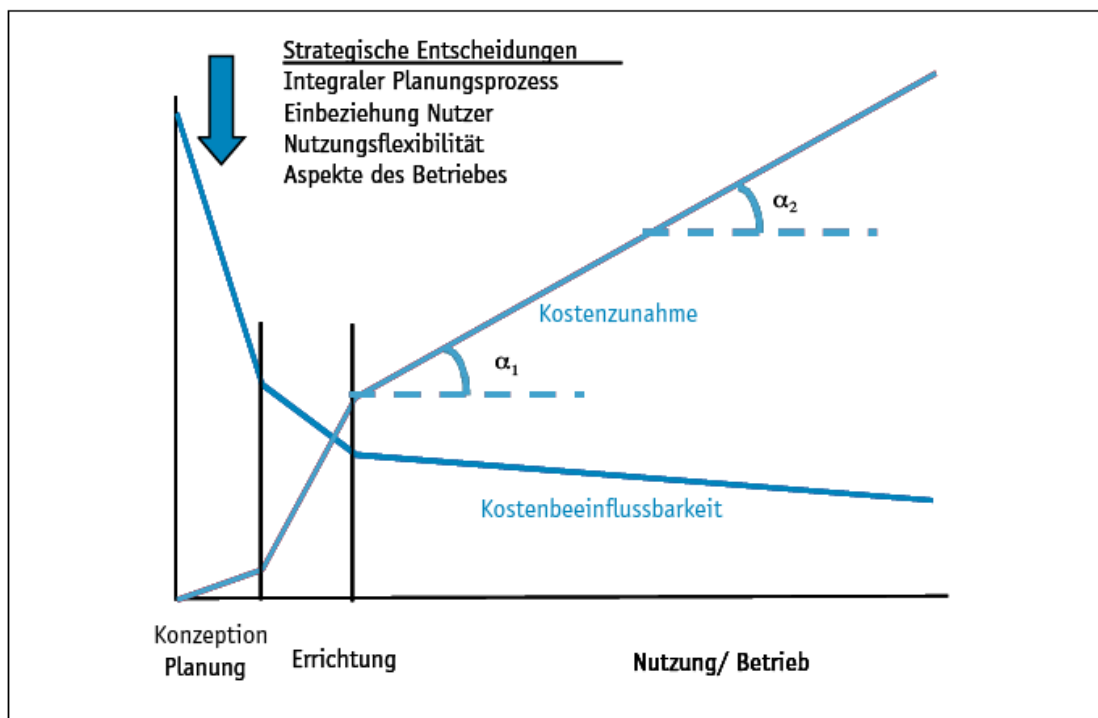 Strategische Entscheidungen
Integraler Planungsprozess
Einbeziehung Nutzer
Nutzungsflexibilität
Aspekte des Betriebes
α2
Kostenzunahme
α1
Kostenbeeinflussbarkeit
Konzeption
Planung
Errichtung
Nutzung/ Betrieb